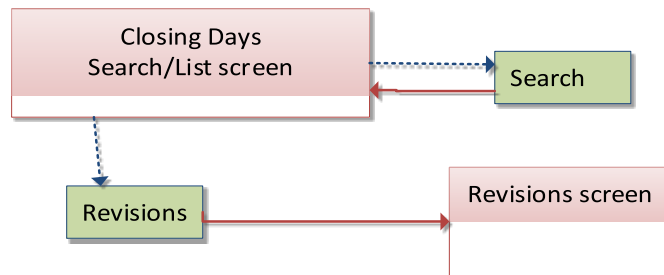 Closing Days
Search/List screen
Search
Revisions
Revisions screen